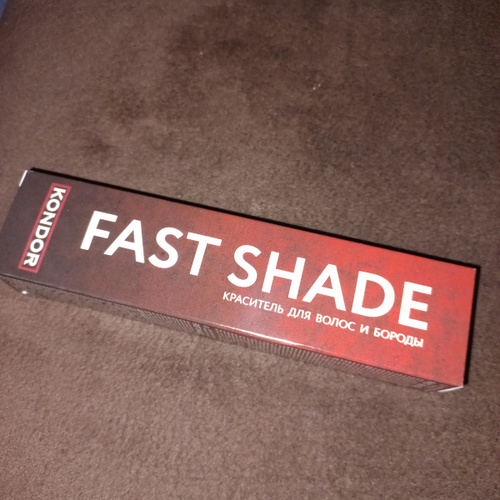 KONDOR
FAST SHADE
КРАСИТЕЛЬ ДЛЯ ВОЛОС И БОРОДЫ